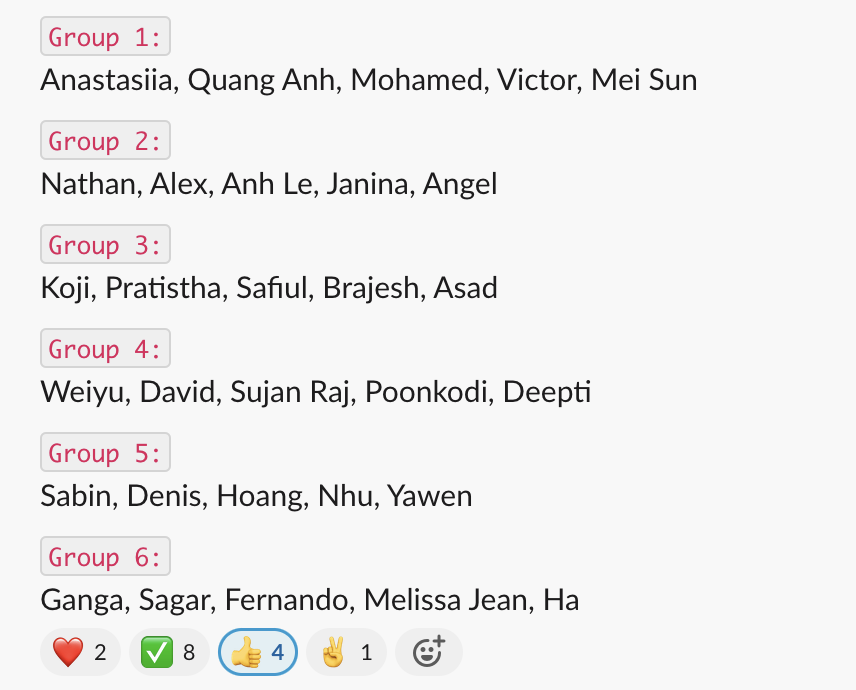 Group 1:
Anastasiia, Quang Anh, Mohamed, Victor, Mei Sun
Group 2:
Nathan, Alex, Anh Le, Janina, Angel
Group 3:
Koji, Pratistha, Safiul, Brajesh, Asad
Group 4:
Weiyu, David, Sujan Raj, Poonkodi, Deepti
Group 5:
Sabin, Denis, Hoang, Nhu, Yawen
Group 6:
Ganga, Sagar, Fernando, Melissa Jean, Ha
2 8 4 1